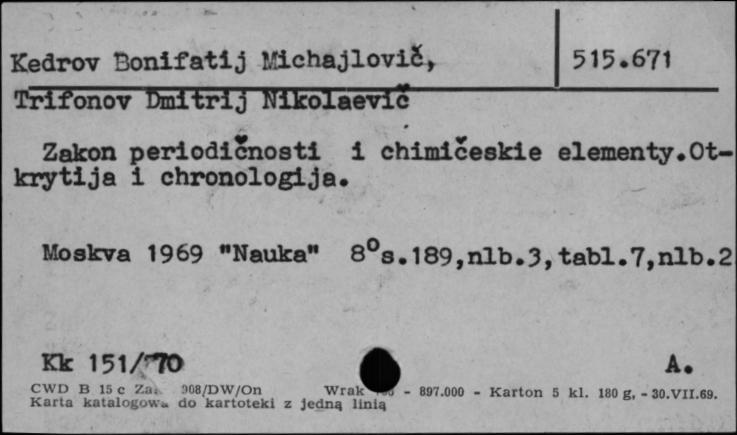 Kedrov Bonifatij Michajlovič, 515.671
Trifonov Dmitrij Nikolaevič
Zakon periodičnosti i chimičeskie elementy.Ot-
krytija i chronologija.
Moskva 1969 "Nauka" 8°s.189,nlb.3,tabl.7,nlb.2
Kk 151/70 A.
CWD B 15 c 908/DW/On Wrak - 897.000 - Karton 5 kl. 180 g, - 30.VII.69.
Karta katalogowa do kartoteki z jedną linią